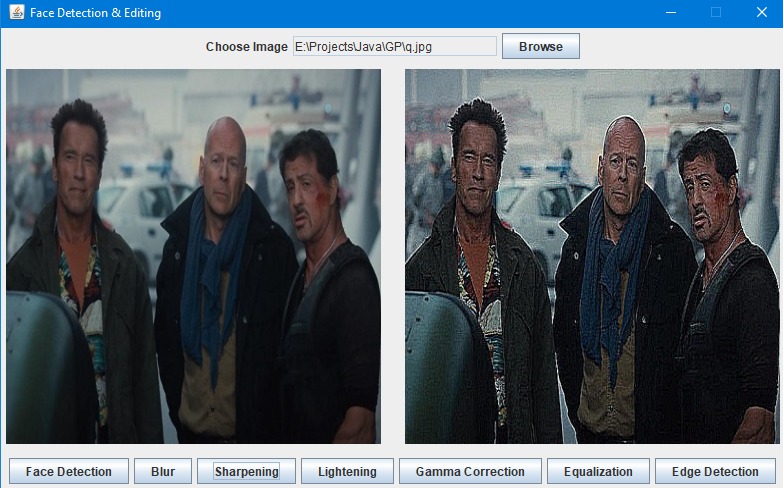 Face Detection & Editing
Choose Image E:\Projects\Java\GP\q.jpg Browse
Face Detection Blur Sharpening Lightening Gamma Correction Equalization Edge Detection